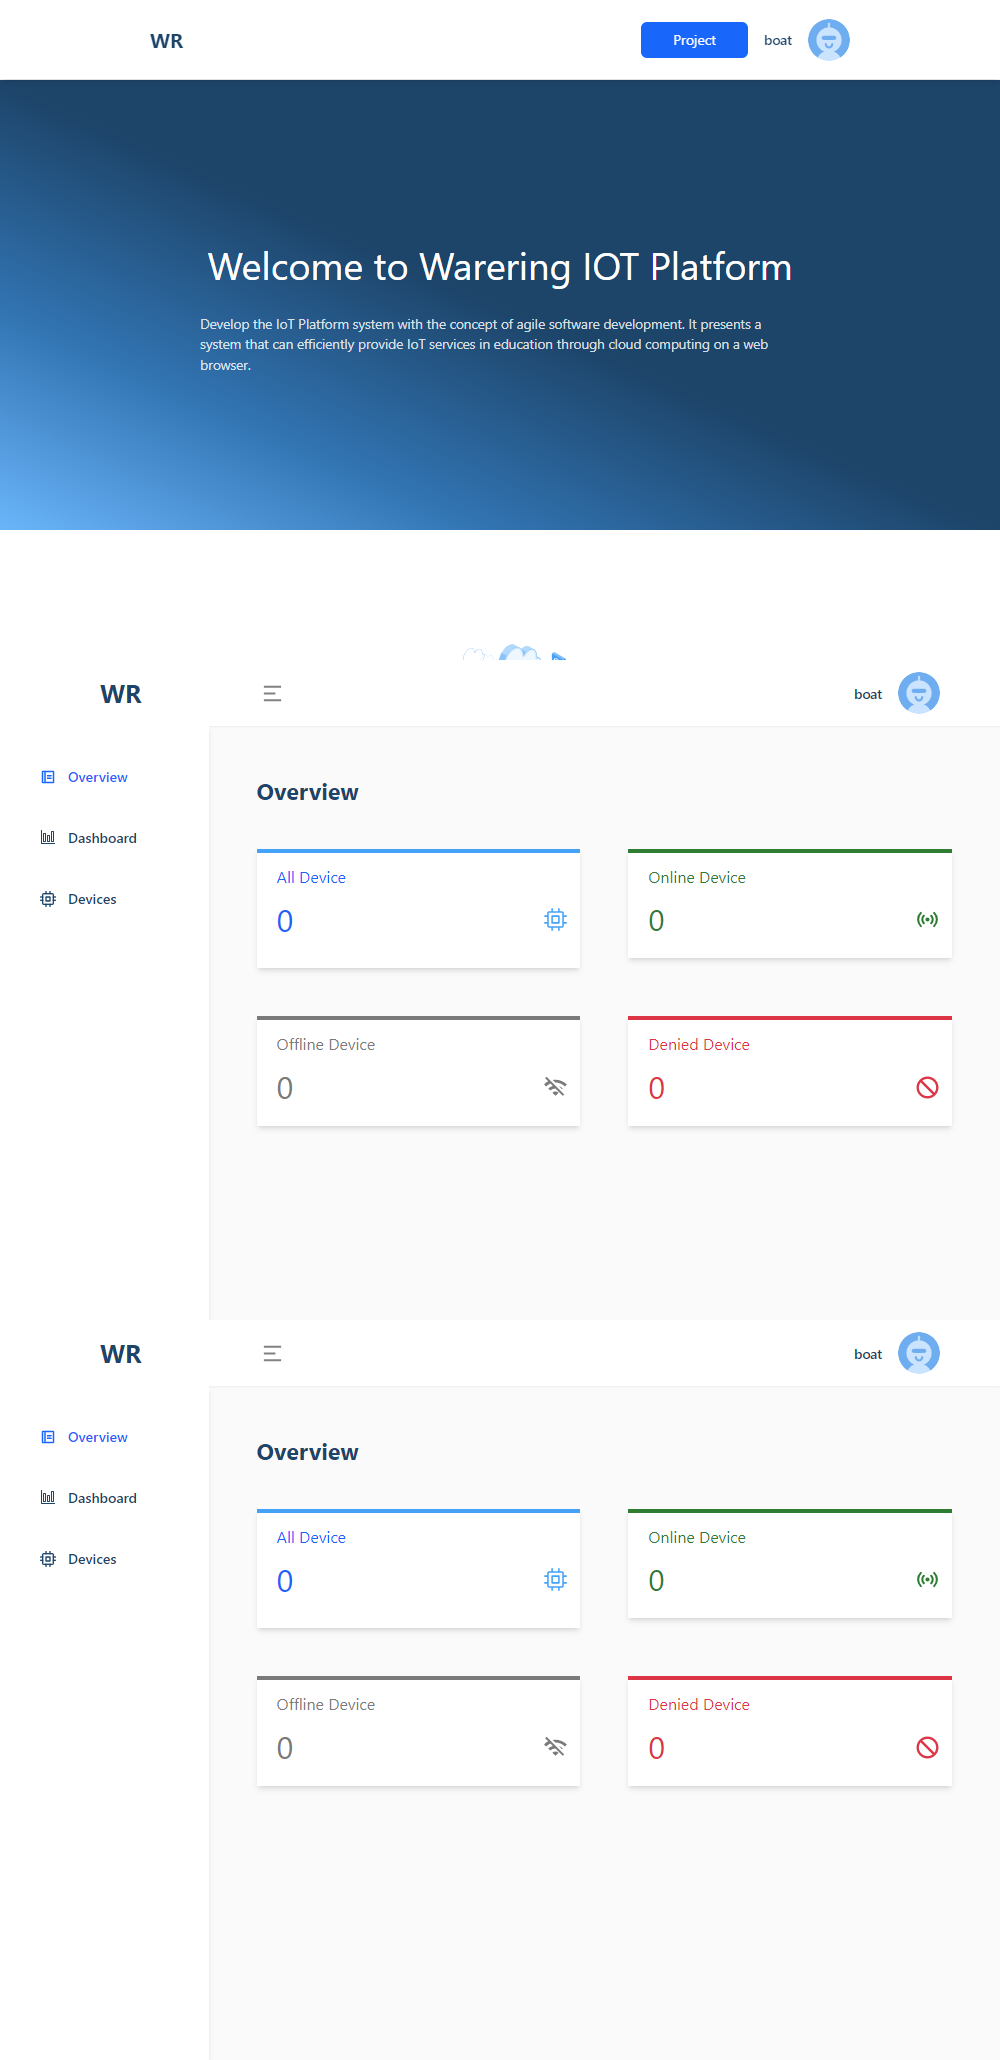 WR
Project
boat
Welcome to Warering IOT Platform
Develop the IoT Platform system with the concept of agile software development. It presents a
system that can efficiently provide IoT services in education through cloud computing on a web
browser.
WR
boat
Overview
Dashboard
Devices
Overview
All Device
0
Online Device
0
Offline Device
0
Denied Device
0
WR
boat
Overview
Dashboard
Devices
Overview
All Device
0
Online Device
0
Offline Device
0
Denied Device
0